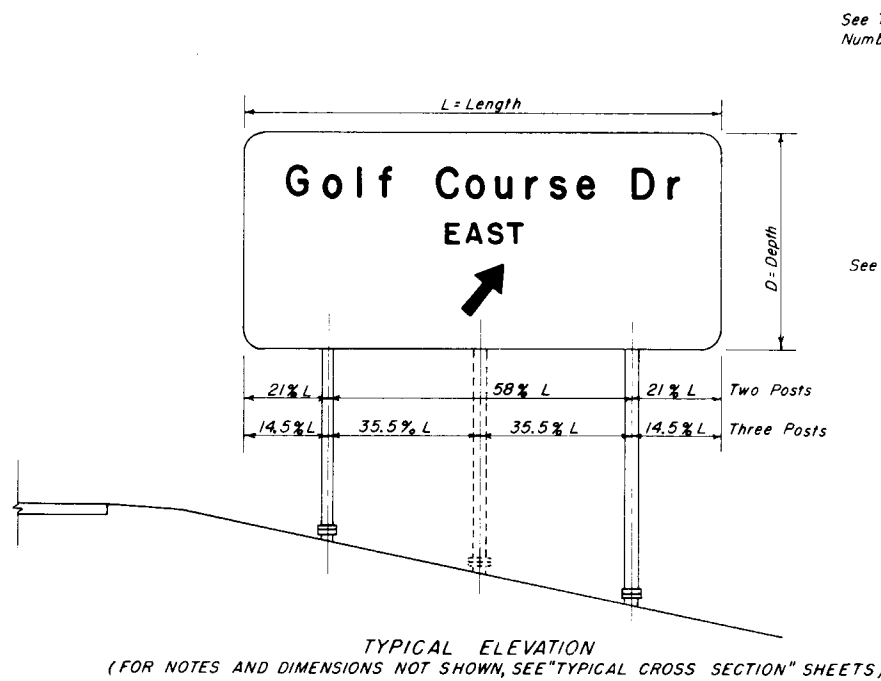 See
Numb
L = Length
Golf Course Dr
EAST
D = Depth
See
21% L 58% L 21% L Two Posts
14.5% L 35.5% L 35.5% L 14.5% L Three Posts
TYPICAL ELEVATION
(FOR NOTES AND DIMENSIONS NOT SHOWN, SEE "TYPICAL CROSS SECTION" SHEETS)